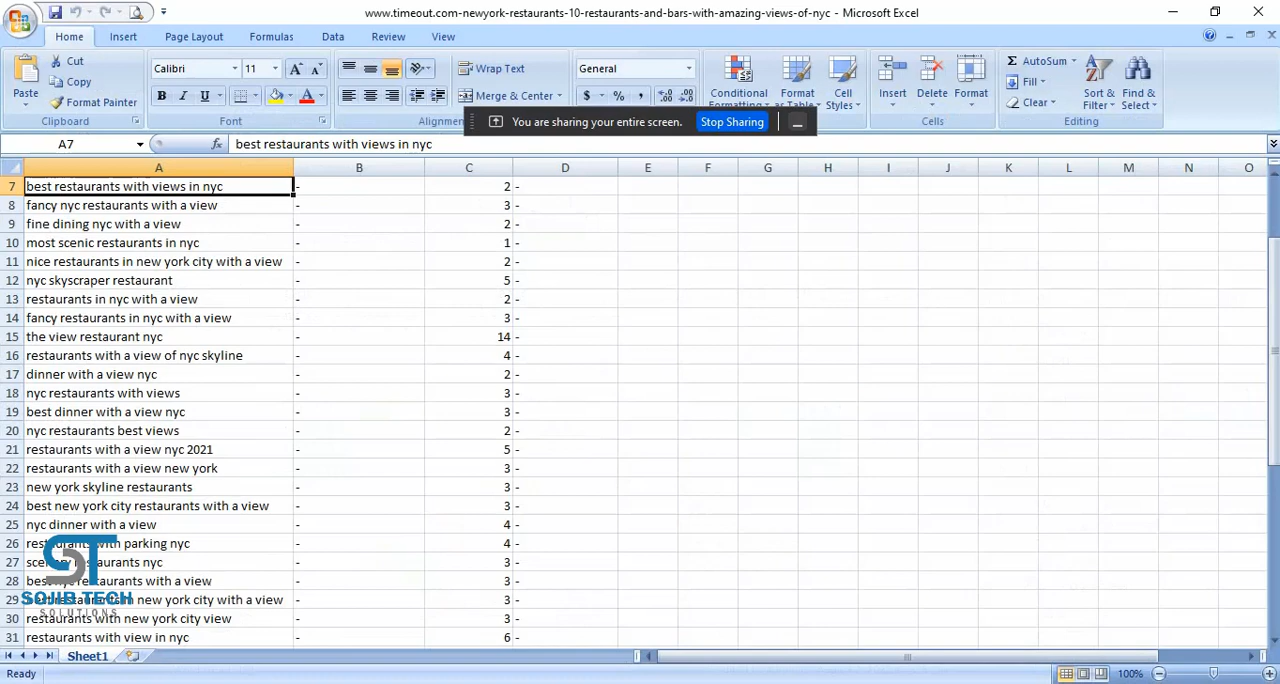 www.timeout.com-newyork-restaurants-10-restaurants-and-bars-with-amazing-views-of-nyc - Microsoft Excel
Home Insert Page Layout Formulas Data Review View
Paste Cut Copy Format Painter Clipboard
Calibri 11 B I U Font
Wrap Text Merge & Center Alignm
General $ % ,
Conditional Formatting Format as Table Cell Styles
Insert Delete Format Cells
AutoSum Fill Clear Sort & Filter Find & Select Editing
You are sharing your entire screen. Stop Sharing
A7 fx best restaurants with views in nyc
A B C D E F G H I J K L M N O
7 best restaurants with views in nyc - 2 -
8 fancy nyc restaurants with a view - 3 -
9 fine dining nyc with a view - 2 -
10 most scenic restaurants in nyc - 1 -
11 nice restaurants in new york city with a view - 2 -
12 nyc skyscraper restaurant - 5 -
13 restaurants in nyc with a view - 2 -
14 fancy restaurants in nyc with a view - 3 -
15 the view restaurant nyc - 14 -
16 restaurants with a view of nyc skyline - 4 -
17 dinner with a view nyc - 2 -
18 nyc restaurants with views - 3 -
19 best dinner with a view nyc - 3 -
20 nyc restaurants best views - 2 -
21 restaurants with a view nyc 2021 - 5 -
22 restaurants with a view new york - 3 -
23 new york skyline restaurants - 3 -
24 best new york city restaurants with a view - 3 -
25 nyc dinner with a view - 4 -
26 restaurants with parking nyc - 4 -
27 scenery restaurants nyc - 3 -
28 best nyc restaurants with a view - 3 -
29 best restaurants in new york city with a view - 3 -
30 restaurants with new york city view - 3 -
31 restaurants with view in nyc - 6 -
ST
SOJIB.TECH
SOLUTIONS
Sheet1
Ready 100%